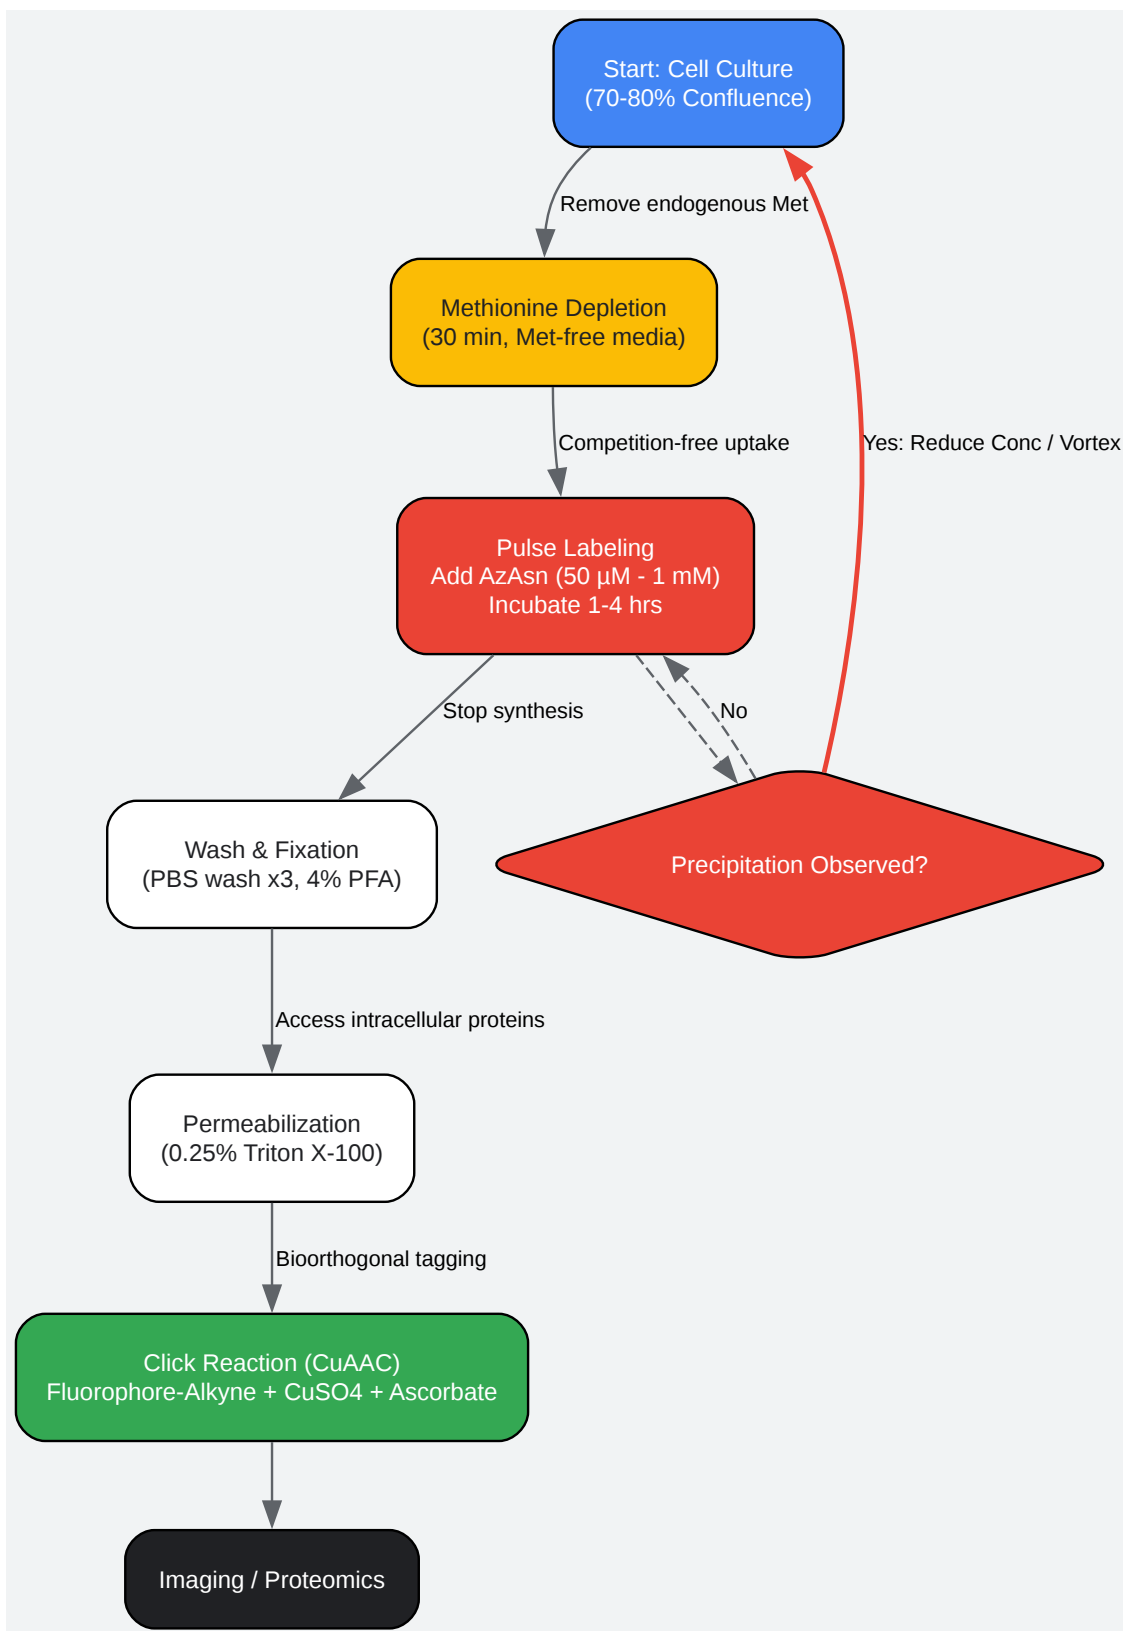 Start: Cell Culture
(70-80% Confluence)
Remove endogenous Met
Methionine Depletion
(30 min, Met-free media)
Competition-free uptake
Yes: Reduce Conc / Vortex
Pulse Labeling
Add AzAsn (50 µM - 1 mM)
Incubate 1-4 hrs
Stop synthesis
No
Wash & Fixation
(PBS wash x3, 4% PFA)
Precipitation Observed?
Access intracellular proteins
Permeabilization
(0.25% Triton X-100)
Bioorthogonal tagging
Click Reaction (CuAAC)
Fluorophore-Alkyne + CuSO4 + Ascorbate
Imaging / Proteomics